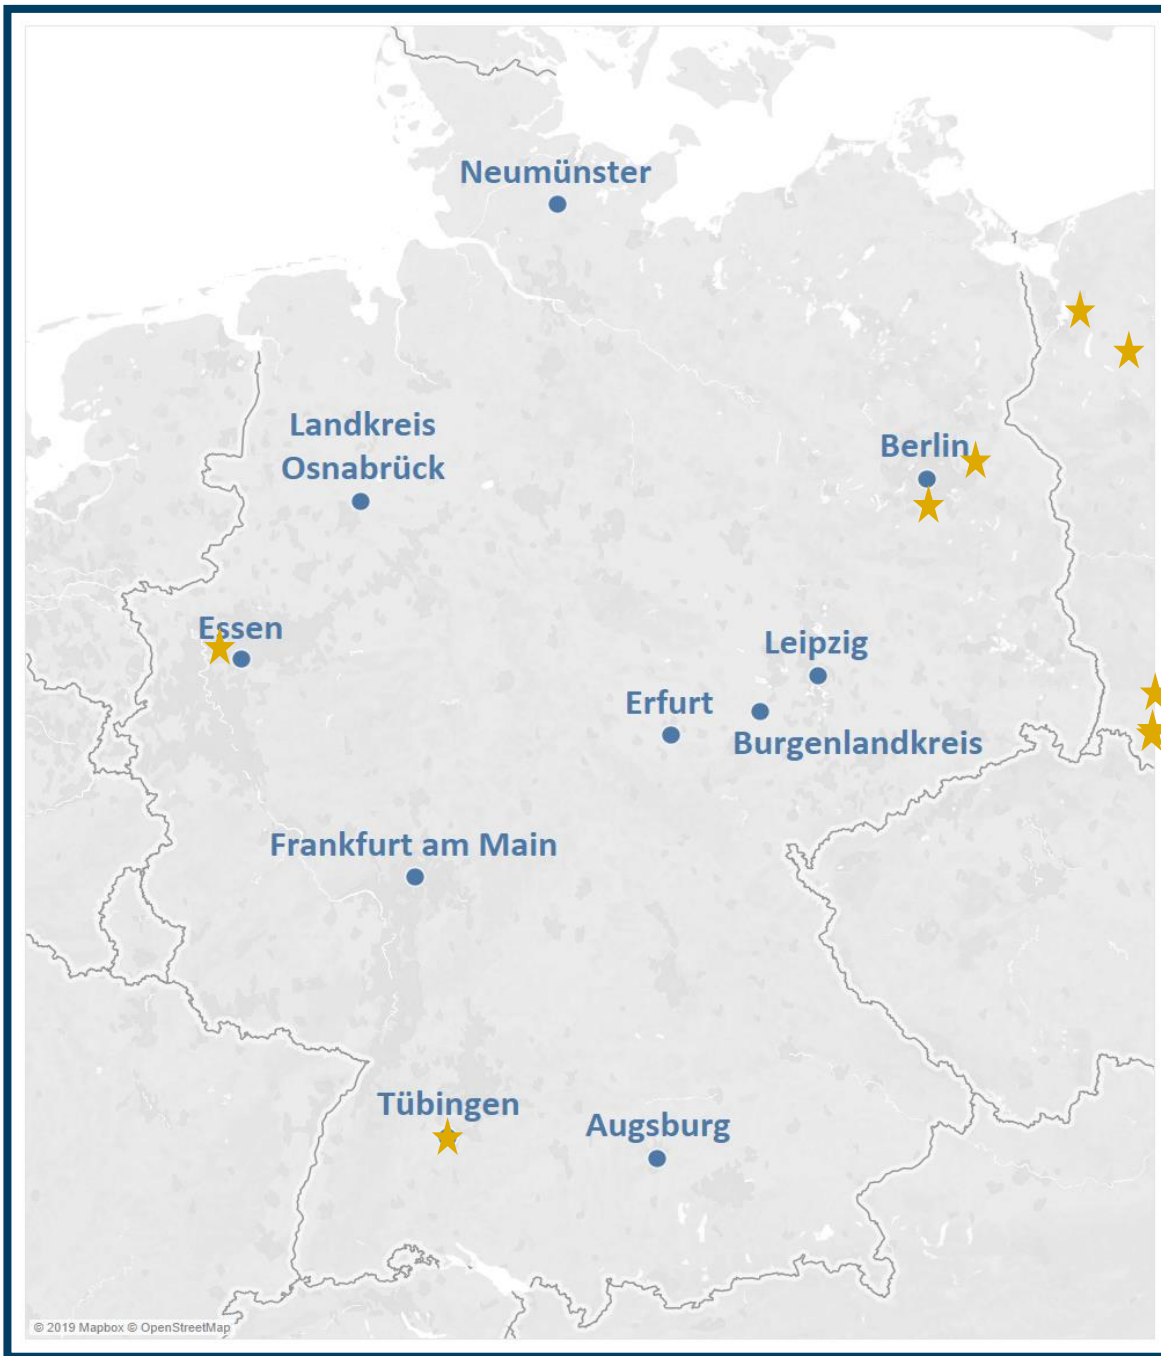 Neumünster
Landkreis
Osnabrück
Berlin
Essen
Leipzig
Erfurt
Burgenlandkreis
Frankfurt am Main
Tübingen
Augsburg
© 2019 Mapbox © OpenStreetMap